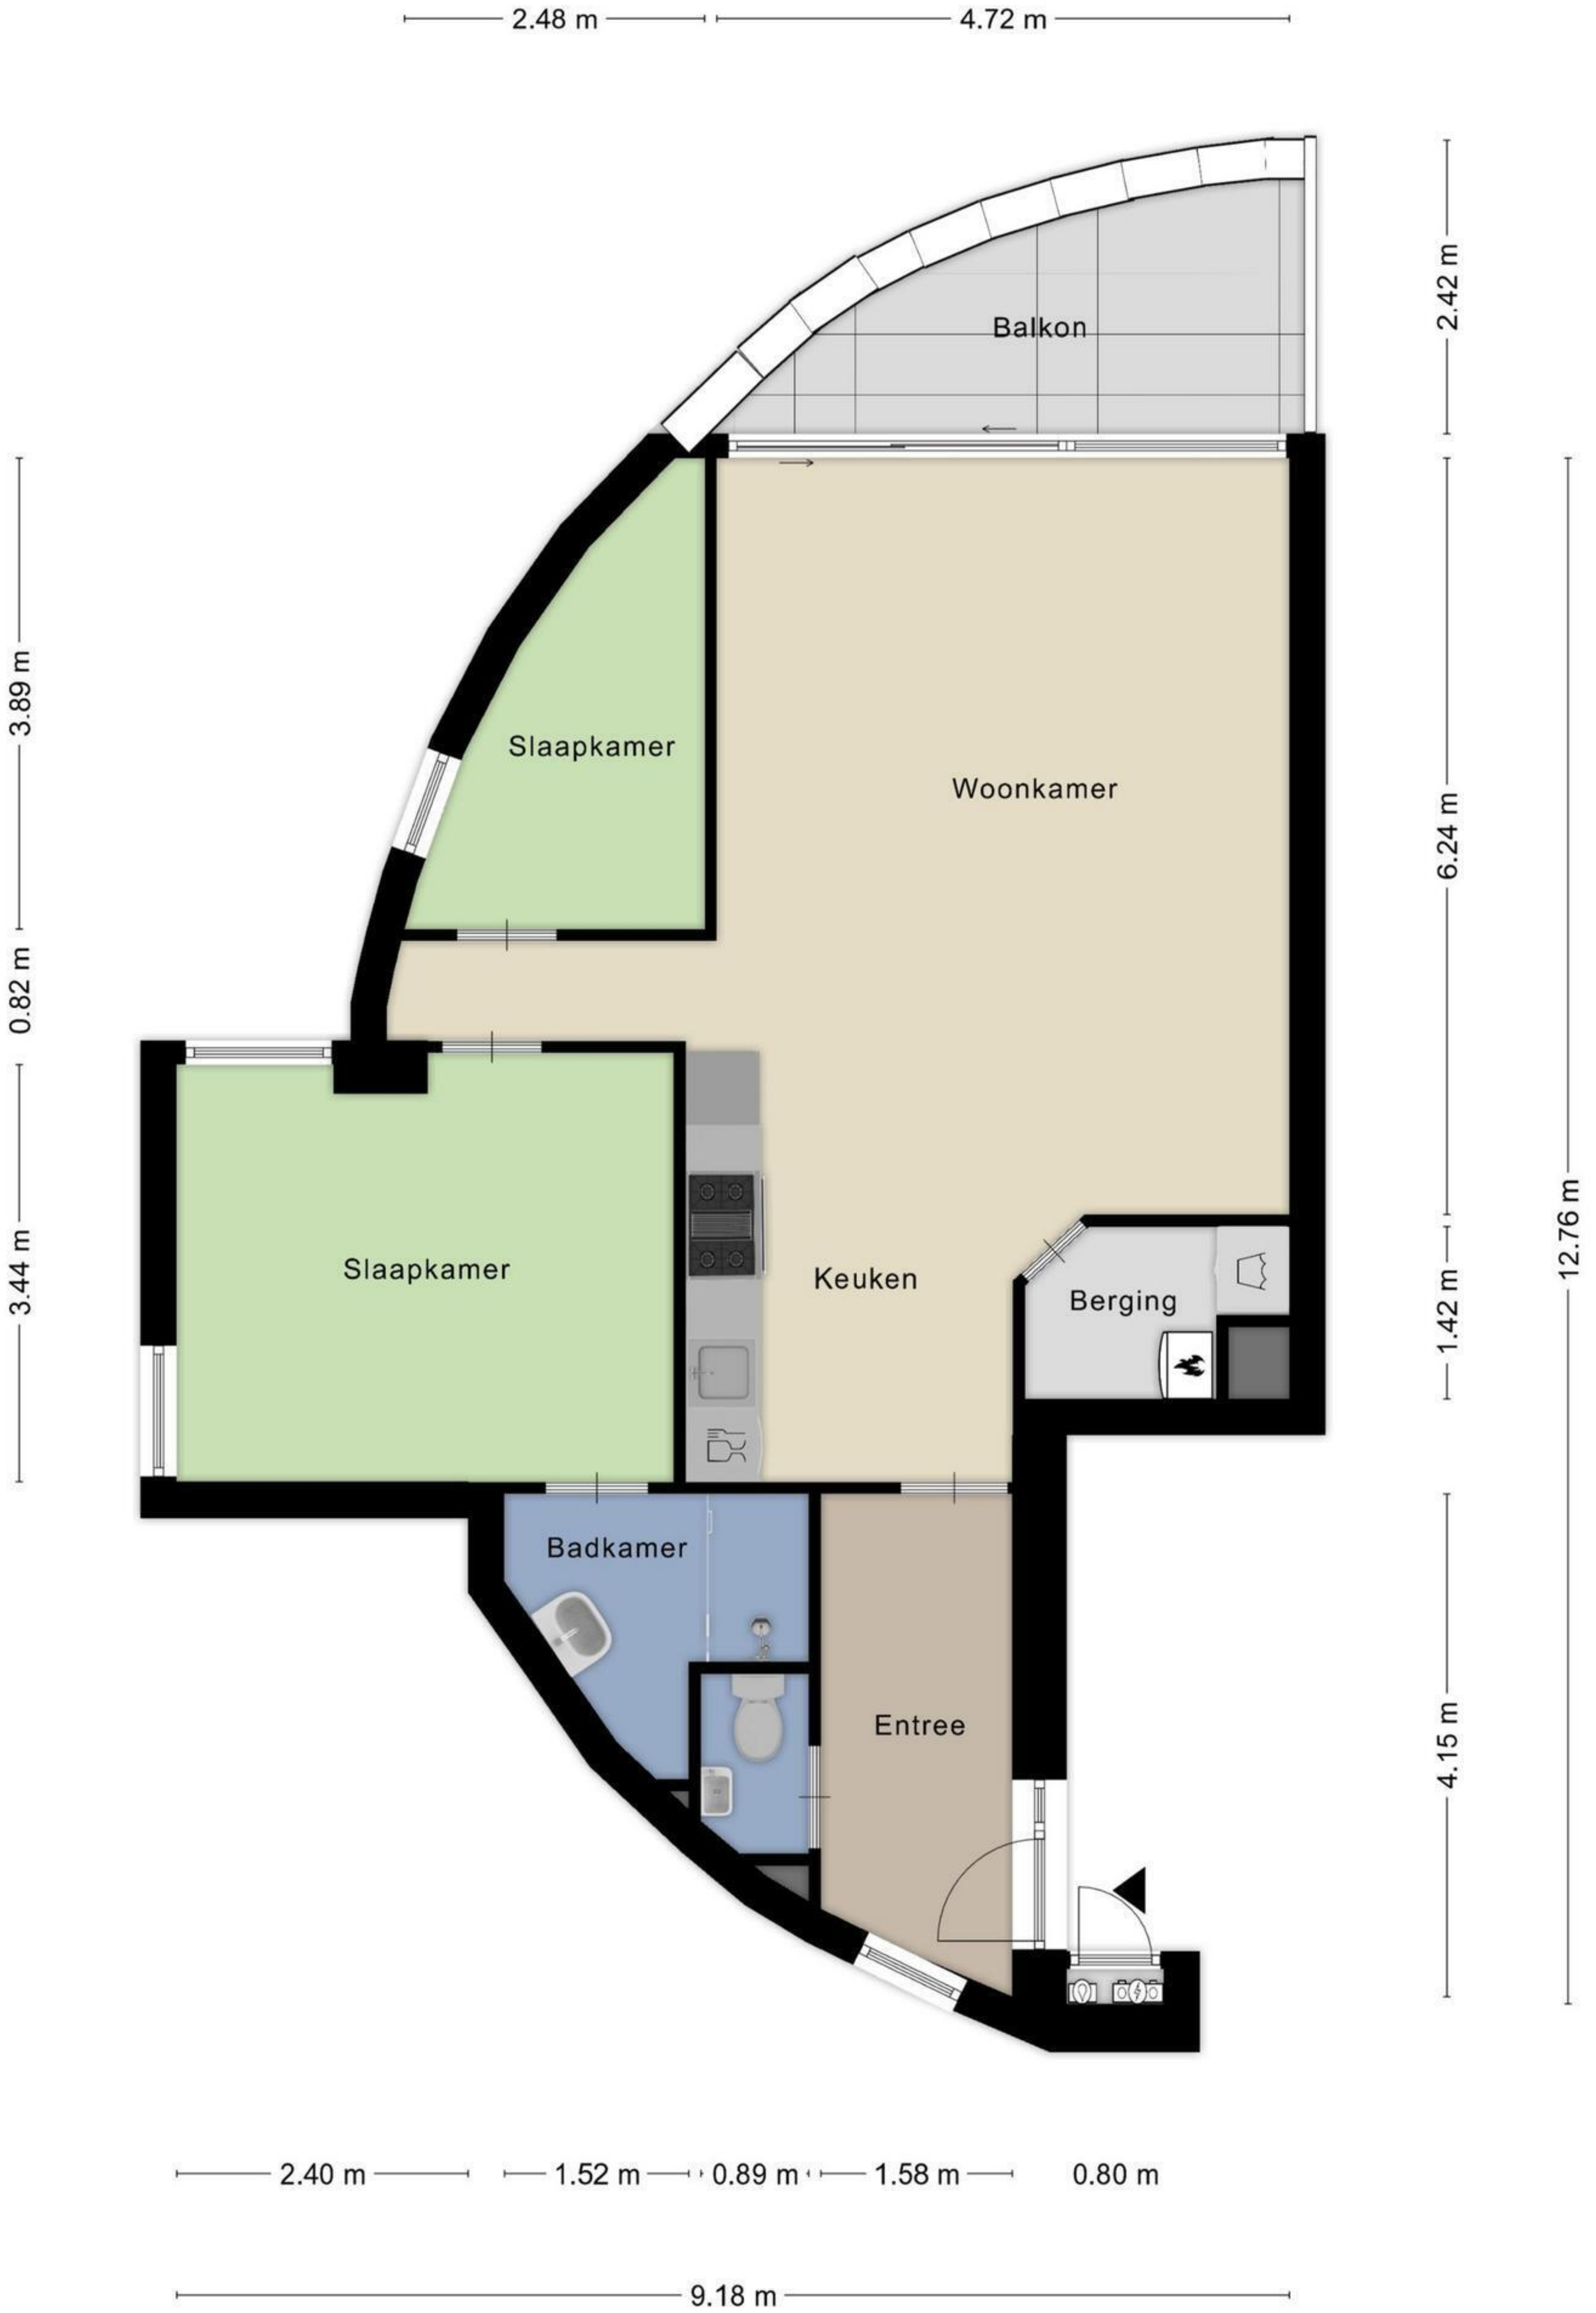 2.48 m
4.72 m
2.42 m
Balkon
3.89 m
Slaapkamer
Woonkamer
6.24 m
0.82 m
12.76 m
3.44 m
Slaapkamer
Keuken
Berging
1.42 m
Badkamer
Entree
4.15 m
2.40 m
1.52 m
0.89 m
1.58 m
0.80 m
9.18 m